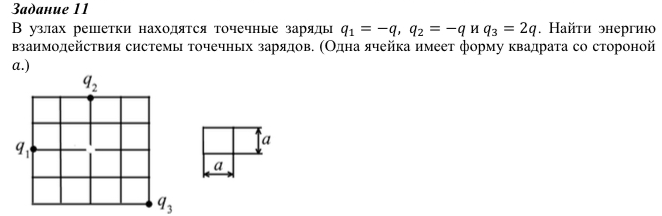 Задание 11
В узлах решетки находятся точечные заряды q₁ = −q, q₂ = −q и q₃ = 2q. Найти энергию
взаимодействия системы точечных зарядов. (Одна ячейка имеет форму квадрата со стороной
a.)
q₂
q₁
a
a
q₃